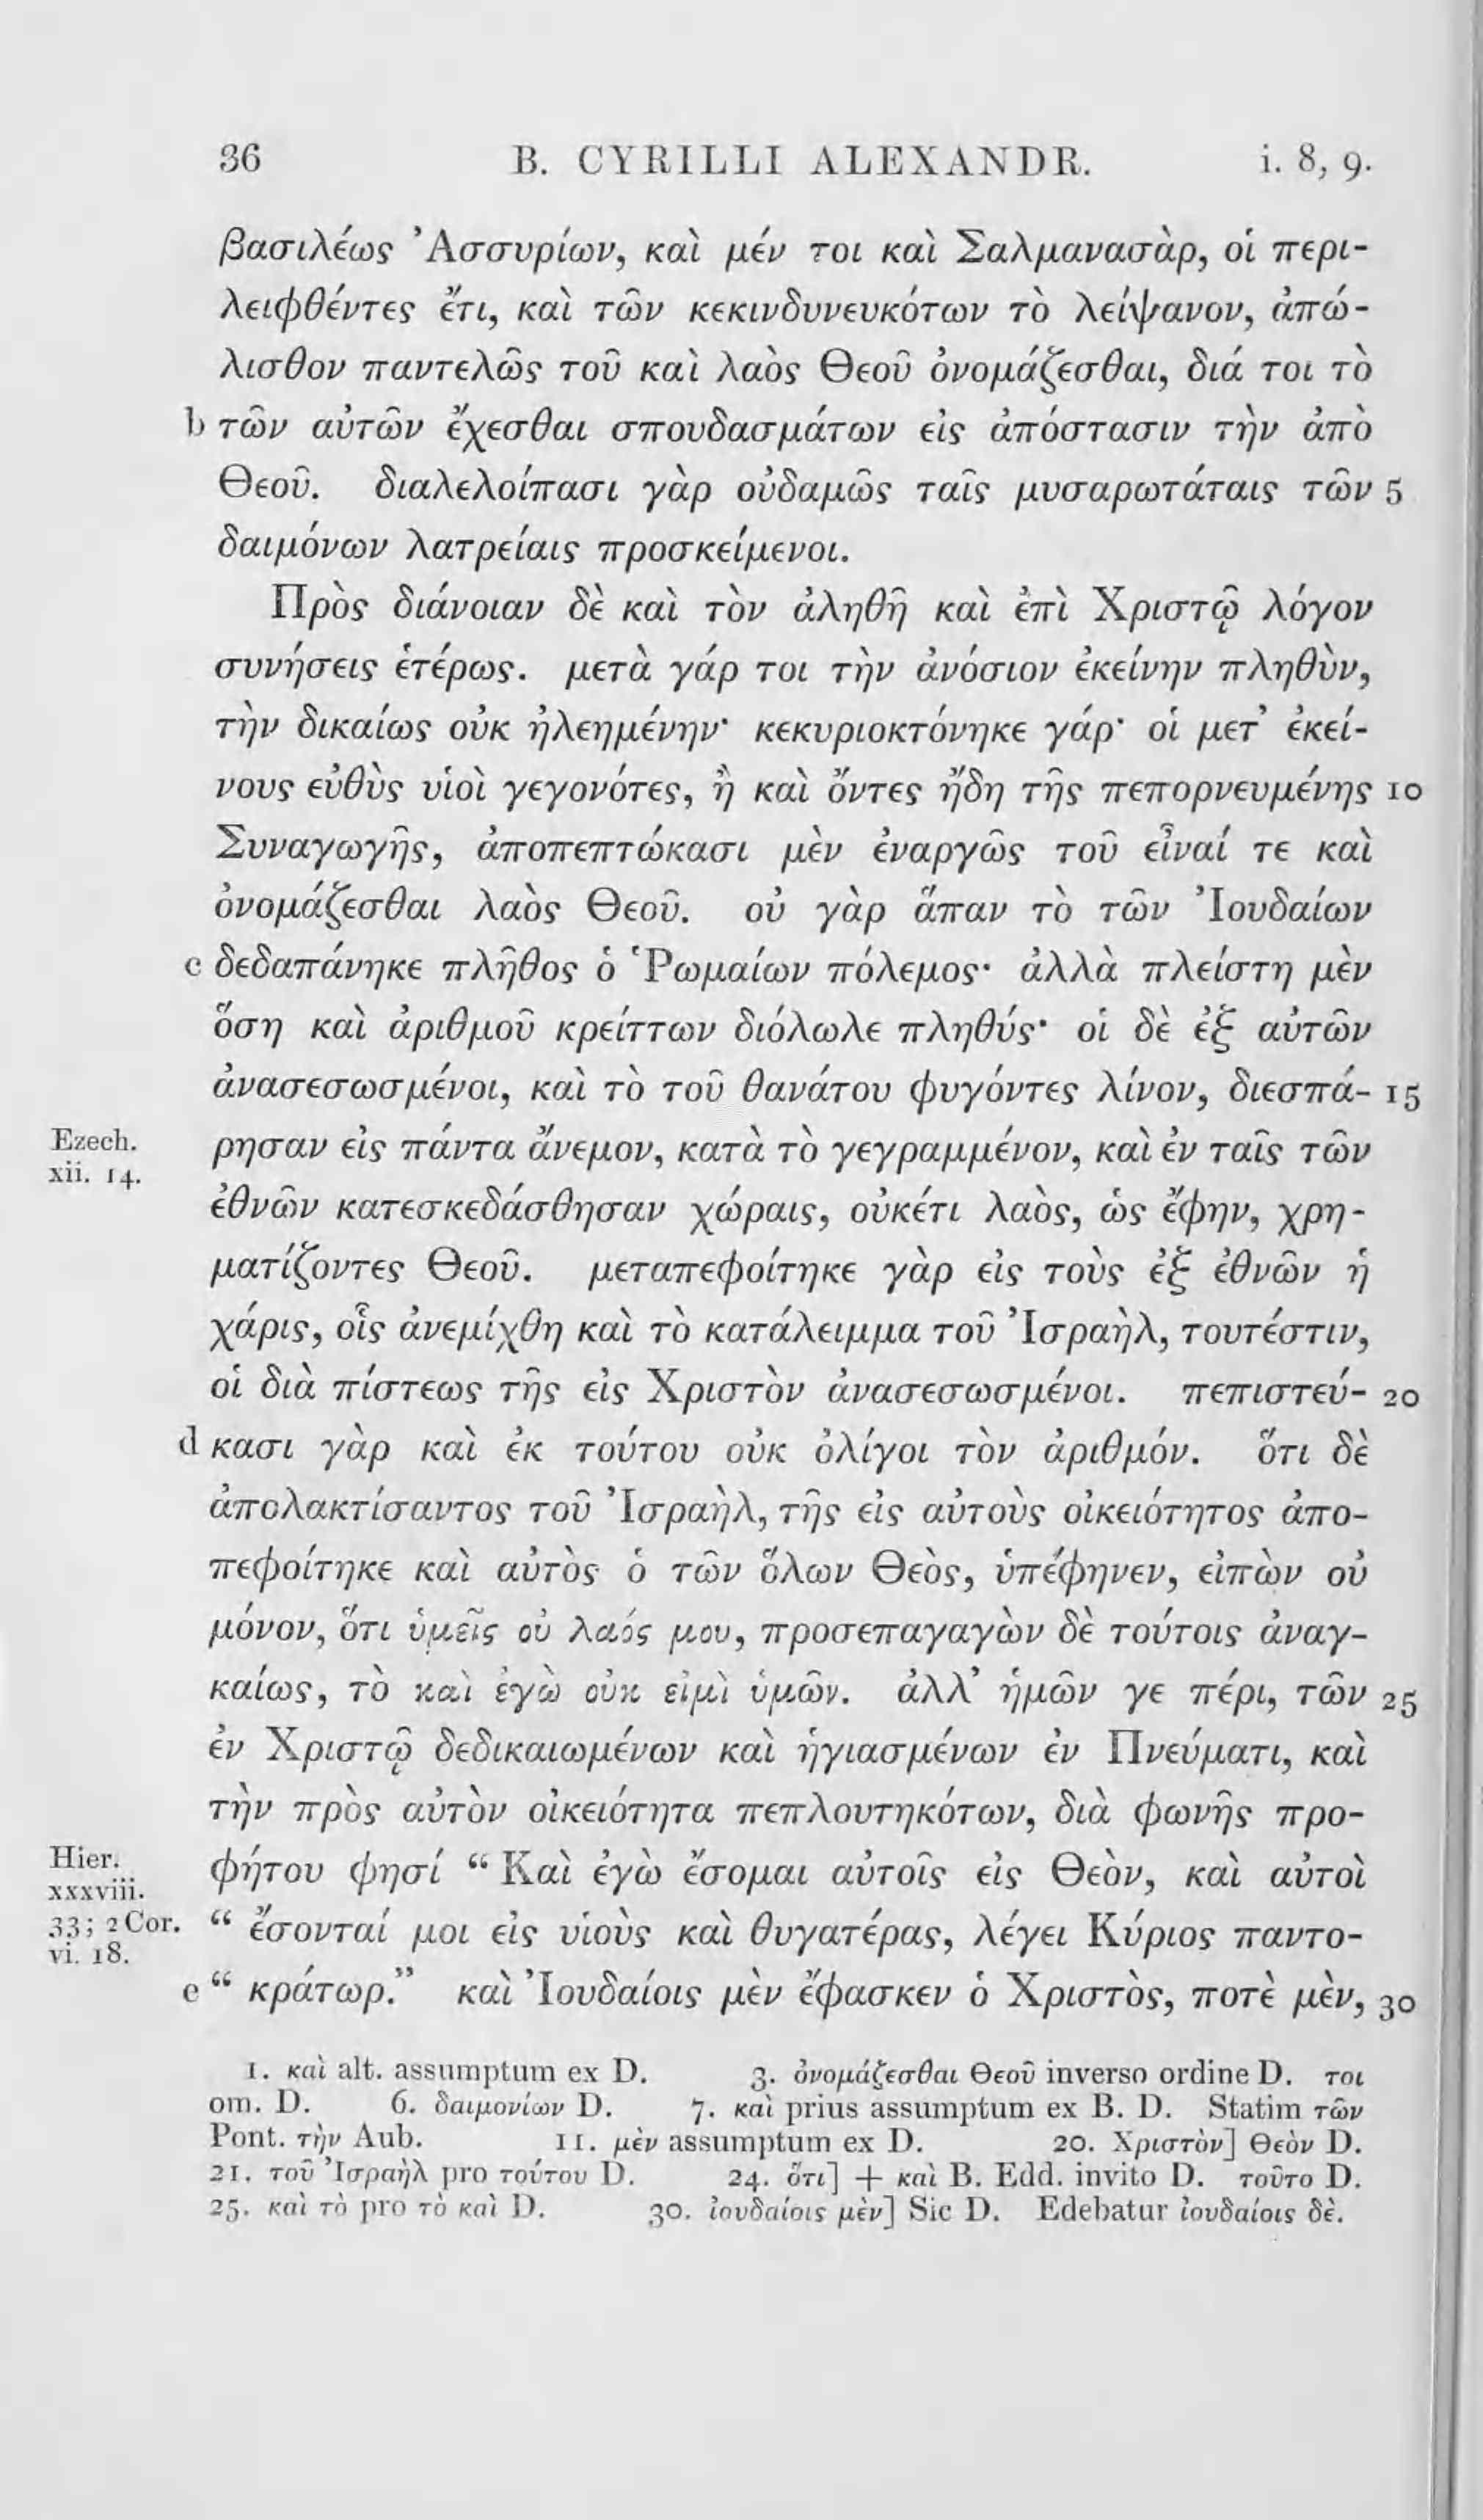 36 B. CYRILLI ALEXANDR. i. 8, 9.
βασιλέως Ἀσσυρίων, καὶ μέν τοι καὶ Σαλμανασὰρ, οἱ περι-
λειφθέντες ἔτι, καὶ τῶν κεκινδυνευκότων τὸ λείψανον, ἀπώ-
λισθον παντελῶς τοῦ καὶ λαὸς Θεοῦ ὀνομάζεσθαι, διά τοι τὸ
b τῶν αὐτῶν ἔχεσθαι σπουδασμάτων εἰς ἀπόστασιν τὴν ἀπὸ
Θεοῦ. διαλελοίπασι γὰρ οὐδαμῶς ταῖς μυσαρωτάταις τῶν 5
δαιμόνων λατρείαις προσκείμενοι.
Πρὸς διάνοιαν δὲ καὶ τὸν ἀληθῆ καὶ ἐπὶ Χριστῷ λόγον
συνήσεις ἑτέρως. μετὰ γάρ τοι τὴν ἀνόσιον ἐκείνην πληθὺν,
τὴν δικαίως οὐκ ἠλεημένην· κεκυριοκτόνηκε γάρ· οἱ μετ' ἐκεί-
νους εὐθὺς υἱοὶ γεγονότες, ἢ καὶ ὄντες ἤδη τῆς πεπορνευμένης 10
Συναγωγῆς, ἀποπεπτώκασι μὲν ἐναργῶς τοῦ εἶναί τε καὶ
ὀνομάζεσθαι λαὸς Θεοῦ. οὐ γὰρ ἅπαν τὸ τῶν Ἰουδαίων
c δεδαπάνηκε πλῆθος ὁ Ῥωμαίων πόλεμος· ἀλλὰ πλείστη μὲν
ὅση καὶ ἀριθμοῦ κρείττων διόλωλε πληθύς· οἱ δὲ ἐξ αὐτῶν
ἀνασεσωσμένοι, καὶ τὸ τοῦ θανάτου φυγόντες λίνον, διεσπά- 15
Ezech. xii. 14. ρησαν εἰς πάντα ἄνεμον, κατὰ τὸ γεγραμμένον, καὶ ἐν ταῖς τῶν
ἐθνῶν κατεσκεδάσθησαν χώραις, οὐκέτι λαὸς, ὡς ἔφην, χρη-
ματίζοντες Θεοῦ. μεταπεφοίτηκε γὰρ εἰς τοὺς ἐξ ἐθνῶν ἡ
χάρις, οἷς ἀνεμίχθη καὶ τὸ κατάλειμμα τοῦ Ἰσραὴλ, τουτέστιν,
οἱ διὰ πίστεως τῆς εἰς Χριστὸν ἀνασεσωσμένοι. πεπιστεύ- 20
d κασι γὰρ καὶ ἐκ τούτου οὐκ ὀλίγοι τὸν ἀριθμόν. ὅτι δὲ
ἀπολακτίσαντος τοῦ Ἰσραὴλ, τῆς εἰς αὐτοὺς οἰκειότητος ἀπο-
πεφοίτηκε καὶ αὐτὸς ὁ τῶν ὅλων Θεὸς, ὑπέφηνεν, εἰπὼν οὐ
μόνον, ὅτι ὑμεῖς οὐ λαός μου, προσεπαγαγὼν δὲ τούτοις ἀναγ-
καίως, τὸ καὶ ἐγὼ οὐκ εἰμὶ ὑμῶν. ἀλλ' ἡμῶν γε πέρι, τῶν 25
ἐν Χριστῷ δεδικαιωμένων καὶ ἡγιασμένων ἐν Πνεύματι, καὶ
τὴν πρὸς αὐτὸν οἰκειότητα πεπλουτηκότων, διὰ φωνῆς προ-
Hier. xxxviii. 33; 2 Cor. vi. 18. φήτου φησί “ Καὶ ἐγὼ ἔσομαι αὐτοῖς εἰς Θεὸν, καὶ αὐτοὶ
“ ἔσονταί μοι εἰς υἱοὺς καὶ θυγατέρας, λέγει Κύριος παντο-
e “ κράτωρ.” καὶ Ἰουδαίοις μὲν ἔφασκεν ὁ Χριστὸς, ποτὲ μὲν, 30
1. καὶ alt. assumptum ex D. 3. ὀνομάζεσθαι Θεοῦ inverso ordine D. τοι
om. D. 6. δαιμονίων D. 7. καὶ prius assumptum ex B. D. Statim τῶν
Pont. τὴν Aub. 11. μὲν assumptum ex D. 20. Χριστὸν] Θεὸν D.
21. τοῦ Ἰσραὴλ pro τούτου D. 24. ὅτι] + καὶ B. Edd. invito D. τοῦτο D.
25. καὶ τὸ pro τὸ καὶ D. 30. ἰουδαίοις μὲν] Sic D. Edebatur ἰουδαίοις δὲ.